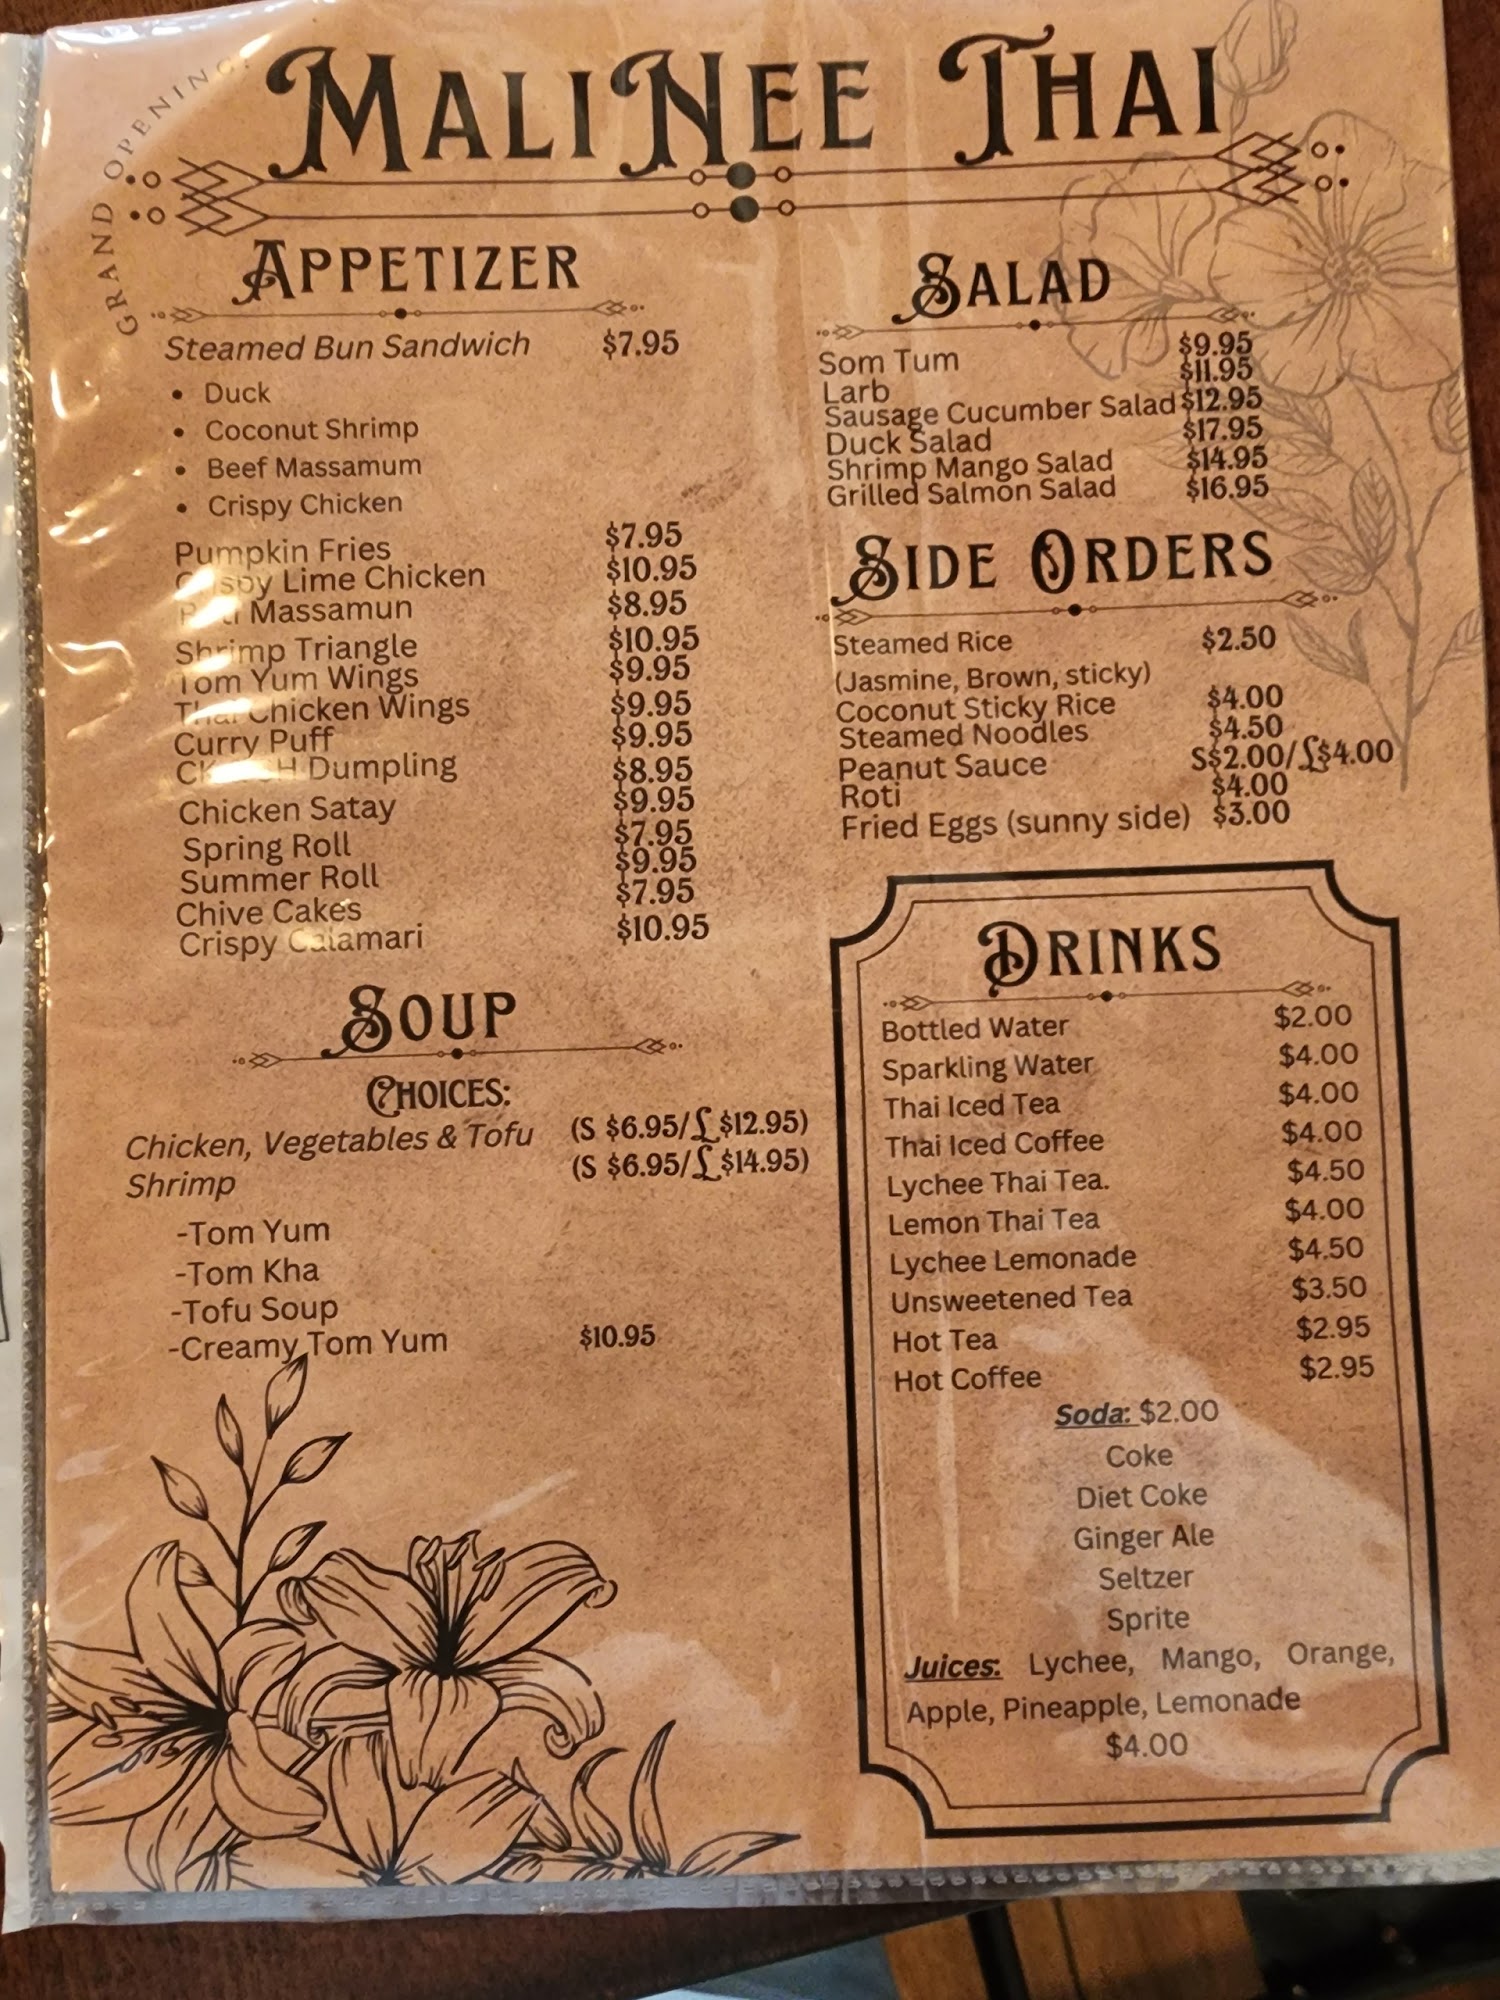 GRAND OPENING!
MALINEE THAI
APPETIZER
Steamed Bun Sandwich $7.95
• Duck
• Coconut Shrimp
• Beef Massamum
• Crispy Chicken
Pumpkin Fries $7.95
Crispy Lime Chicken $10.95
Massamun $8.95
Shrimp Triangle $10.95
Tom Yum Wings $9.95
Thai Chicken Wings $9.95
Curry Puff $9.95
Dumpling $8.95
Chicken Satay $9.95
Spring Roll $7.95
Summer Roll $9.95
Chive Cakes $7.95
Crispy Calamari $10.95
SOUP
CHOICES:
Chicken, Vegetables & Tofu (S $6.95/L $12.95)
Shrimp (S $6.95/L $14.95)
-Tom Yum
-Tom Kha
-Tofu Soup
-Creamy Tom Yum $10.95
SALAD
Som Tum $9.95
Larb $11.95
Sausage Cucumber Salad $12.95
Duck Salad $17.95
Shrimp Mango Salad $14.95
Grilled Salmon Salad $16.95
SIDE ORDERS
Steamed Rice $2.50
(Jasmine, Brown, sticky)
Coconut Sticky Rice $4.00
Steamed Noodles $4.50
Peanut Sauce S$2.00/L$4.00
Roti $4.00
Fried Eggs (sunny side) $3.00
DRINKS
Bottled Water $2.00
Sparkling Water $4.00
Thai Iced Tea $4.00
Thai Iced Coffee $4.00
Lychee Thai Tea. $4.50
Lemon Thai Tea $4.00
Lychee Lemonade $4.50
Unsweetened Tea $3.50
Hot Tea $2.95
Hot Coffee $2.95
Soda: $2.00
Coke
Diet Coke
Ginger Ale
Seltzer
Sprite
Juices: Lychee, Mango, Orange,
Apple, Pineapple, Lemonade
$4.00